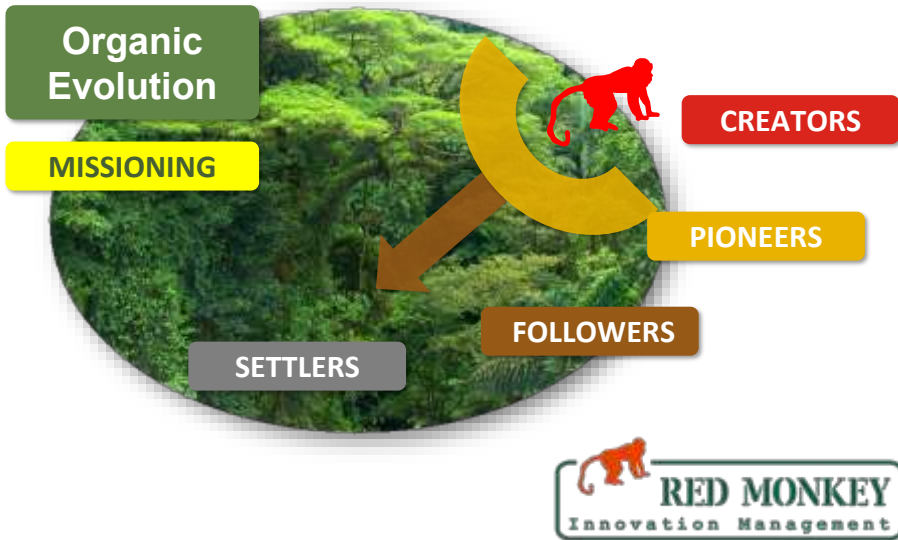 Organic
Evolution
MISSIONING
CREATORS
PIONEERS
FOLLOWERS
SETTLERS
RED MONKEY
Innovation Management